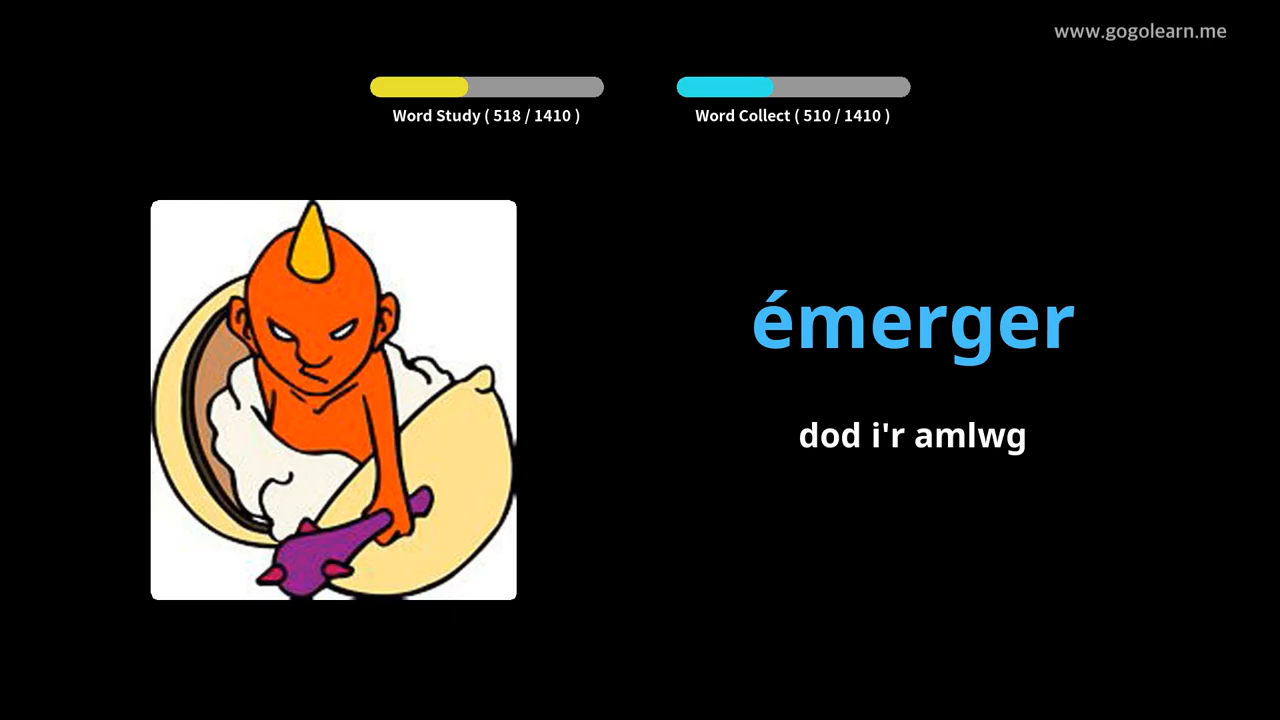 www.gogolearn.me
Word Study ( 518 / 1410 )
Word Collect ( 510 / 1410 )
émerger
dod i'r amlwg